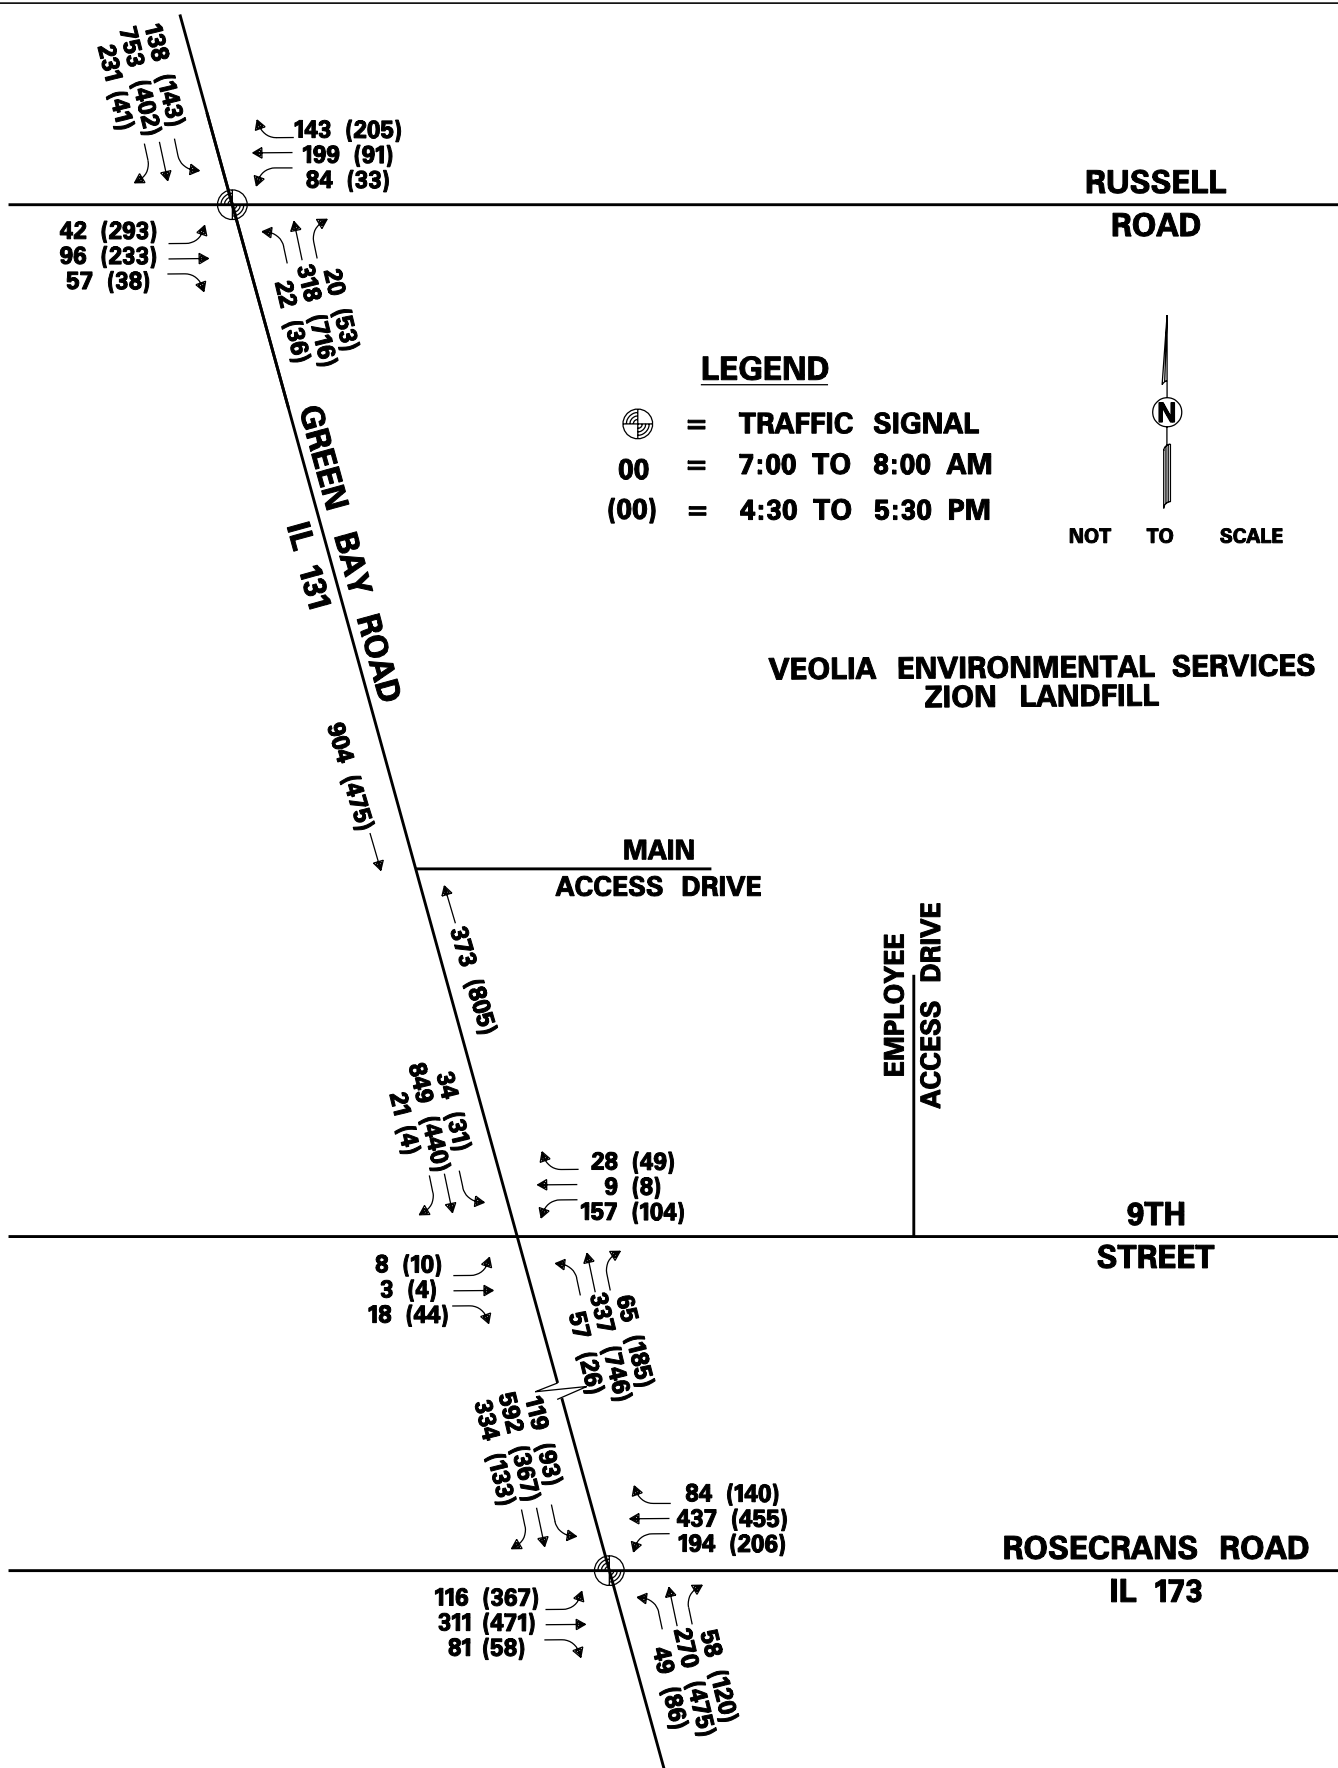 138 (143)
753 (402)
231 (41)
143 (205)
199 (91)
84 (33)
RUSSELL
ROAD
42 (293)
96 (233)
57 (38)
20 (53)
318 (716)
22 (36)
LEGEND
= TRAFFIC SIGNAL
00 = 7:00 TO 8:00 AM
(00) = 4:30 TO 5:30 PM
N
NOT TO SCALE
GREEN BAY ROAD
IL 131
VEOLIA ENVIRONMENTAL SERVICES
ZION LANDFILL
904 (475)
MAIN
ACCESS DRIVE
373 (805)
EMPLOYEE
ACCESS DRIVE
34 (31)
849 (440)
21 (4)
28 (49)
9 (8)
157 (104)
9TH
STREET
8 (10)
3 (4)
18 (44)
65 (185)
337 (746)
57 (26)
119 (93)
592 (367)
334 (133)
84 (140)
437 (455)
194 (206)
ROSECRANS ROAD
IL 173
116 (367)
311 (471)
81 (58)
58 (120)
270 (475)
49 (86)